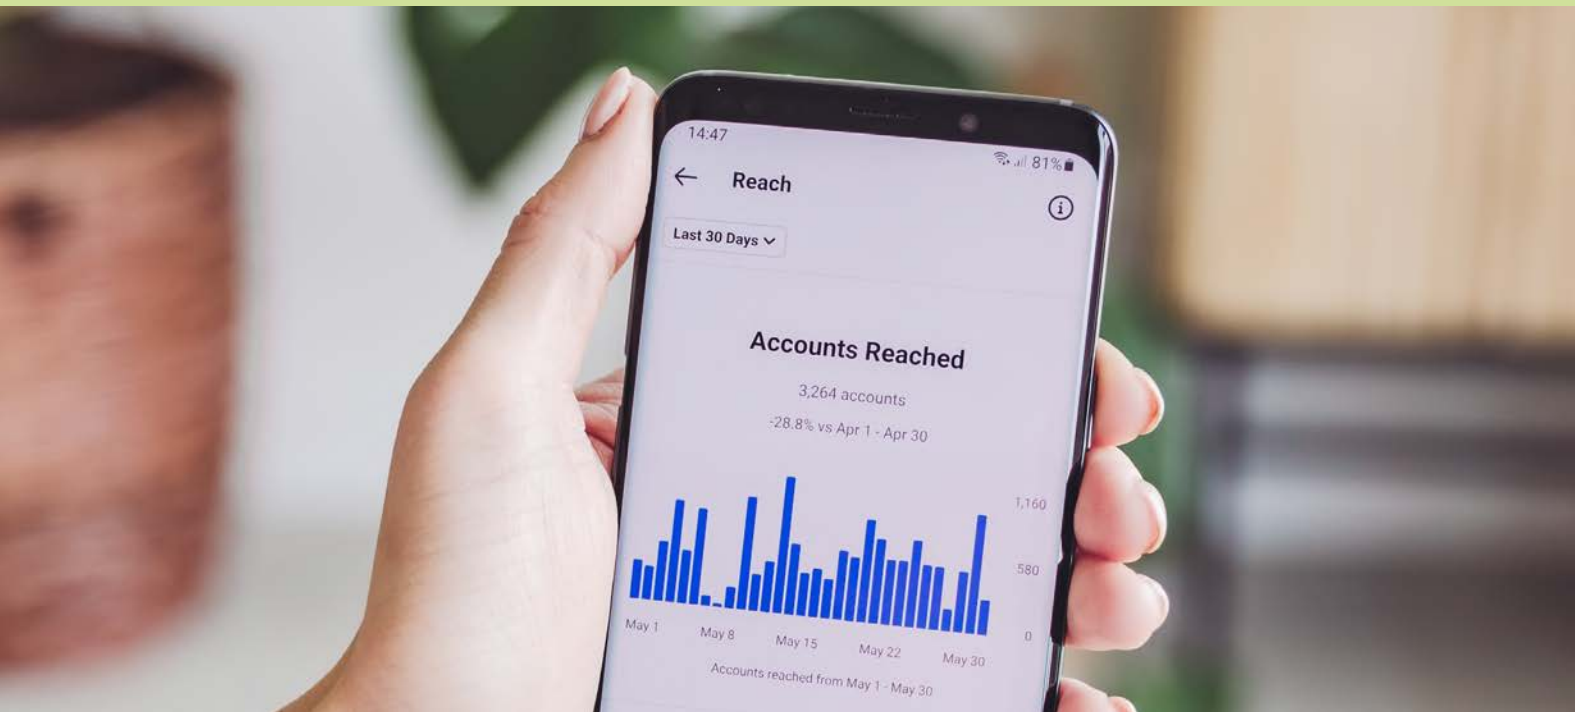 14:47
81%
Reach
Last 30 Days
Accounts Reached
3,264 accounts
-28.8% vs Apr 1 - Apr 30
1,160
580
0
May 1
May 8
May 15
May 22
May 30
Accounts reached from May 1 - May 30